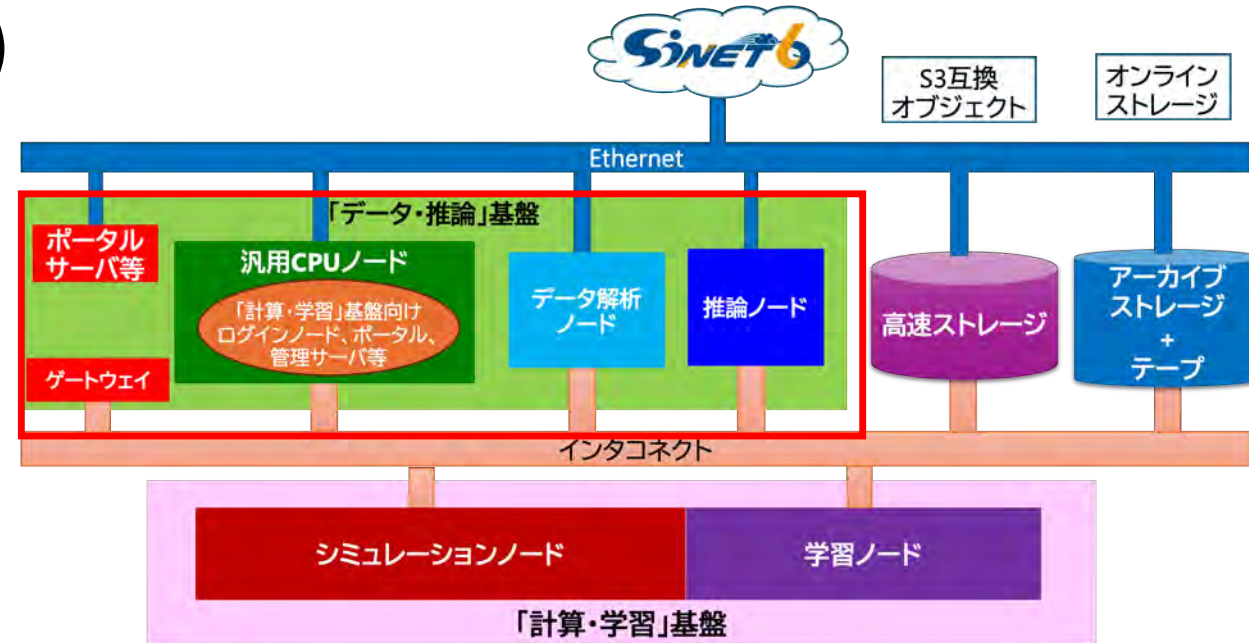 SINET6
S3互換
オブジェクト
オンライン
ストレージ
Ethernet
「データ・推論」基盤
ポータル
サーバ等
汎用CPUノード
「計算・学習」基盤向け
ログインノード、ポータル、
管理サーバ等
データ解析
ノード
推論ノード
高速ストレージ
アーカイブ
ストレージ
+
テープ
ゲートウェイ
インタコネクト
シミュレーションノード
学習ノード
「計算・学習」基盤